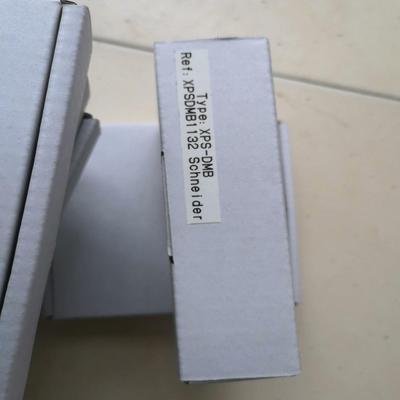 Type: XPS-DMB
Ref: XPSDMB1132 Schneider